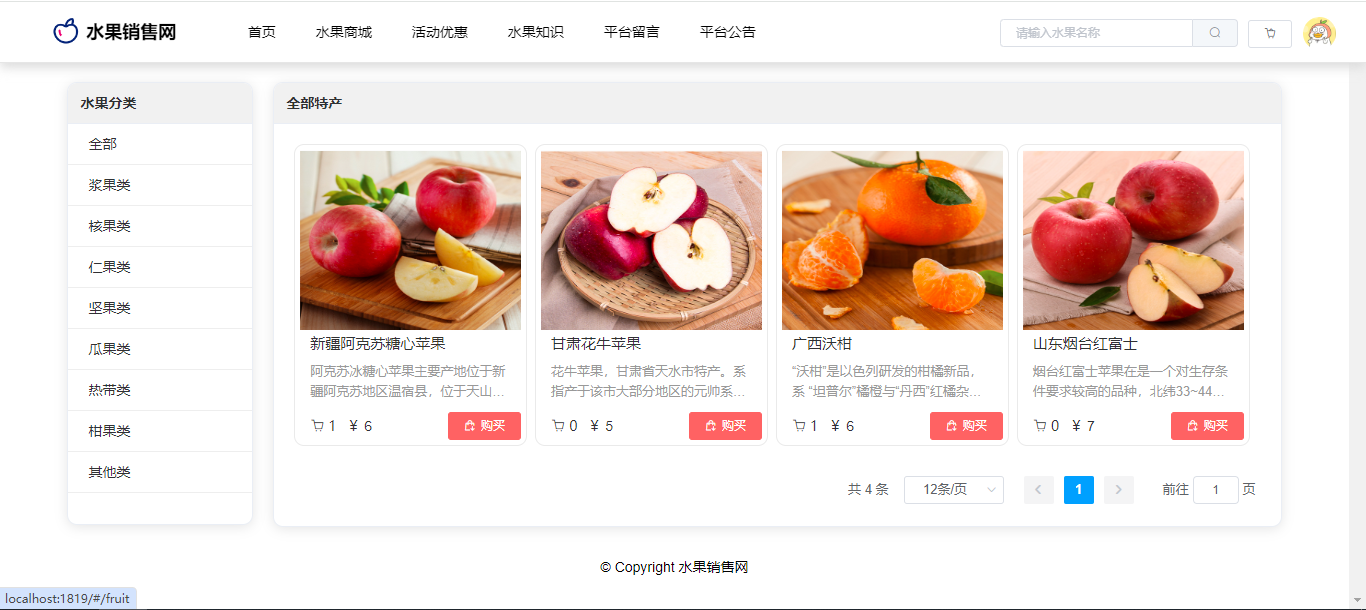 水果销售网
首页
水果商城
活动优惠
水果知识
平台留言
平台公告
请输入水果名称
水果分类
全部
浆果类
核果类
仁果类
坚果类
瓜果类
热带类
柑果类
其他类
全部特产
新疆阿克苏糖心苹果
阿克苏冰糖心苹果主要产地位于新
疆阿克苏地区温宿县，位于天山...
1 ¥ 6
购买
甘肃花牛苹果
花牛苹果，甘肃省天水市特产。系
指产于该市大部分地区的元帅系...
0 ¥ 5
购买
广西沃柑
“沃柑”是以色列研发的柑橘新品，
系 “坦普尔”橘橙与“丹西”红橘杂...
1 ¥ 6
购买
山东烟台红富士
烟台红富士苹果在是一个对生存条
件要求较高的品种，北纬33~44...
0 ¥ 7
购买
共 4 条
12条/页
1
前往 1 页
© Copyright 水果销售网
localhost:1819/#/fruit